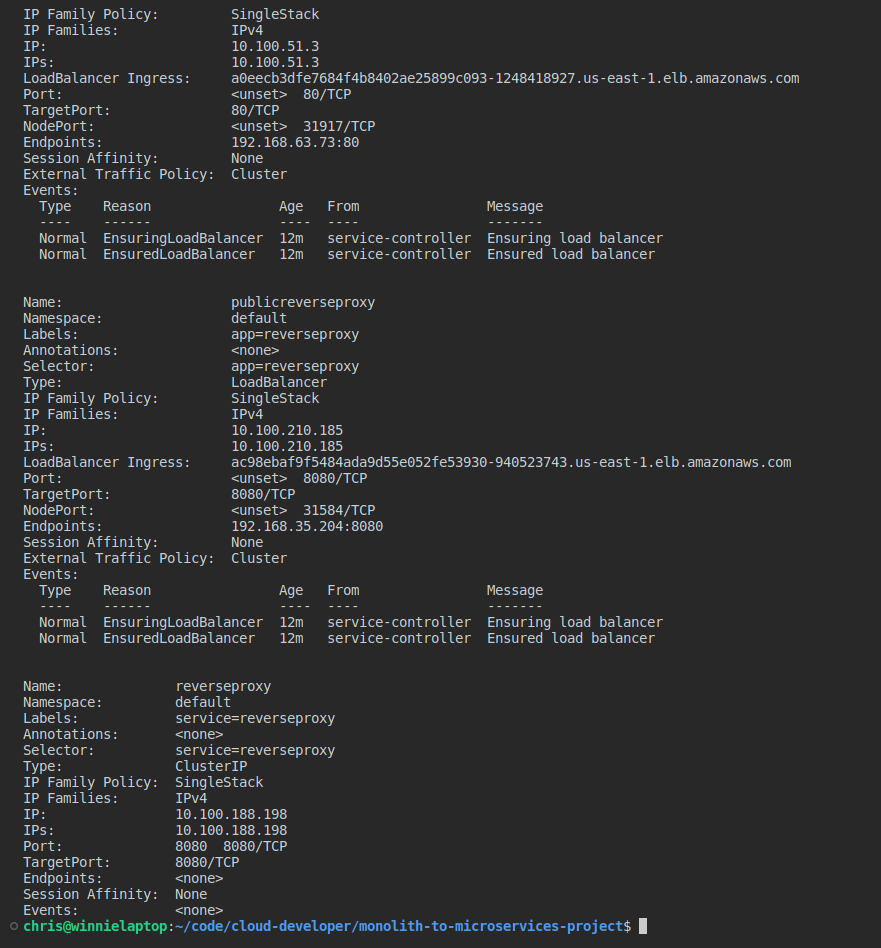 IP Family Policy:         SingleStack
IP Families:              IPv4
IP:                       10.100.51.3
IPs:                      10.100.51.3
LoadBalancer Ingress:     a0eecb3dfe7684f4b8402ae25899c093-1248418927.us-east-1.elb.amazonaws.com
Port:                     <unset>  80/TCP
TargetPort:               80/TCP
NodePort:                 <unset>  31917/TCP
Endpoints:                192.168.63.73:80
Session Affinity:         None
External Traffic Policy:  Cluster
Events:
  Type    Reason                Age   From                Message
  ----    ------                ----  ----                -------
  Normal  EnsuringLoadBalancer  12m   service-controller  Ensuring load balancer
  Normal  EnsuredLoadBalancer   12m   service-controller  Ensured load balancer
Name:                     publicreverseproxy
Namespace:                default
Labels:                   app=reverseproxy
Annotations:              <none>
Selector:                 app=reverseproxy
Type:                     LoadBalancer
IP Family Policy:         SingleStack
IP Families:              IPv4
IP:                       10.100.210.185
IPs:                      10.100.210.185
LoadBalancer Ingress:     ac98ebaf9f5484ada9d55e052fe53930-940523743.us-east-1.elb.amazonaws.com
Port:                     <unset>  8080/TCP
TargetPort:               8080/TCP
NodePort:                 <unset>  31584/TCP
Endpoints:                192.168.35.204:8080
Session Affinity:         None
External Traffic Policy:  Cluster
Events:
  Type    Reason                Age   From                Message
  ----    ------                ----  ----                -------
  Normal  EnsuringLoadBalancer  12m   service-controller  Ensuring load balancer
  Normal  EnsuredLoadBalancer   12m   service-controller  Ensured load balancer
Name:              reverseproxy
Namespace:         default
Labels:            service=reverseproxy
Annotations:       <none>
Selector:          service=reverseproxy
Type:              ClusterIP
IP Family Policy:  SingleStack
IP Families:       IPv4
IP:                10.100.188.198
IPs:               10.100.188.198
Port:              8080  8080/TCP
TargetPort:        8080/TCP
Endpoints:         <none>
Session Affinity:  None
Events:            <none>
chris@winnielaptop:~/code/cloud-developer/monolith-to-microservices-project$